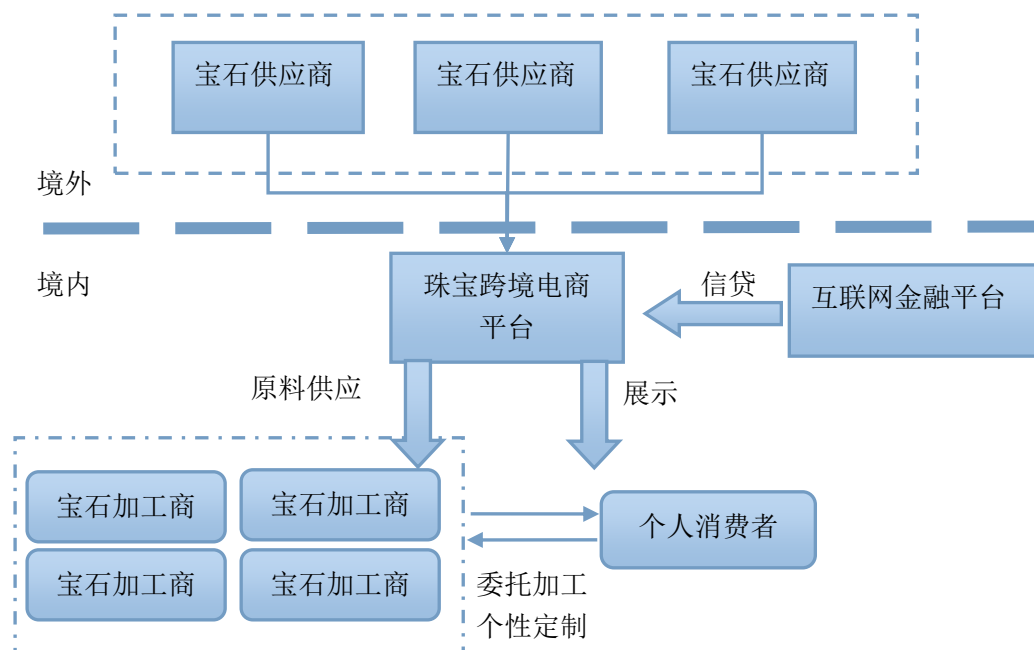 宝石供应商
宝石供应商
宝石供应商
境外
境内
珠宝跨境电商
平台
信贷
互联网金融平台
原料供应
展示
宝石加工商
宝石加工商
宝石加工商
宝石加工商
个人消费者
委托加工
个性定制